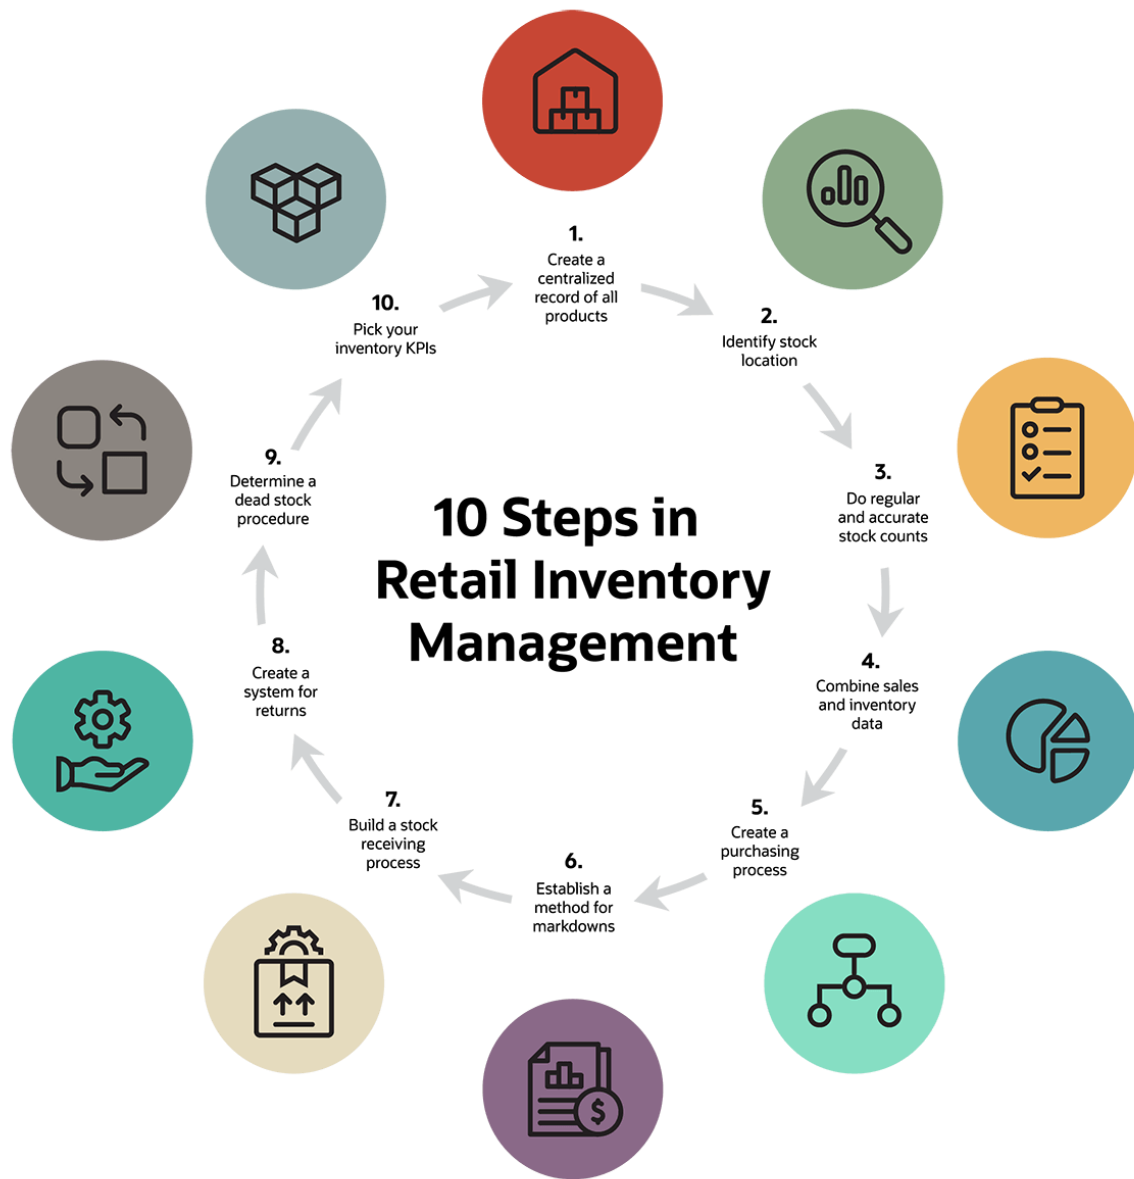 1.
Create a
centralized
record of all
products
2.
Identify stock
location
3.
Do regular
and accurate
stock counts
4.
Combine sales
and inventory
data
5.
Create a
purchasing
process
6.
Establish a
method for
markdowns
7.
Build a stock
receiving
process
8.
Create a
system for
returns
9.
Determine a
dead stock
procedure
10.
Pick your
inventory KPIs
10 Steps in
Retail Inventory
Management
$